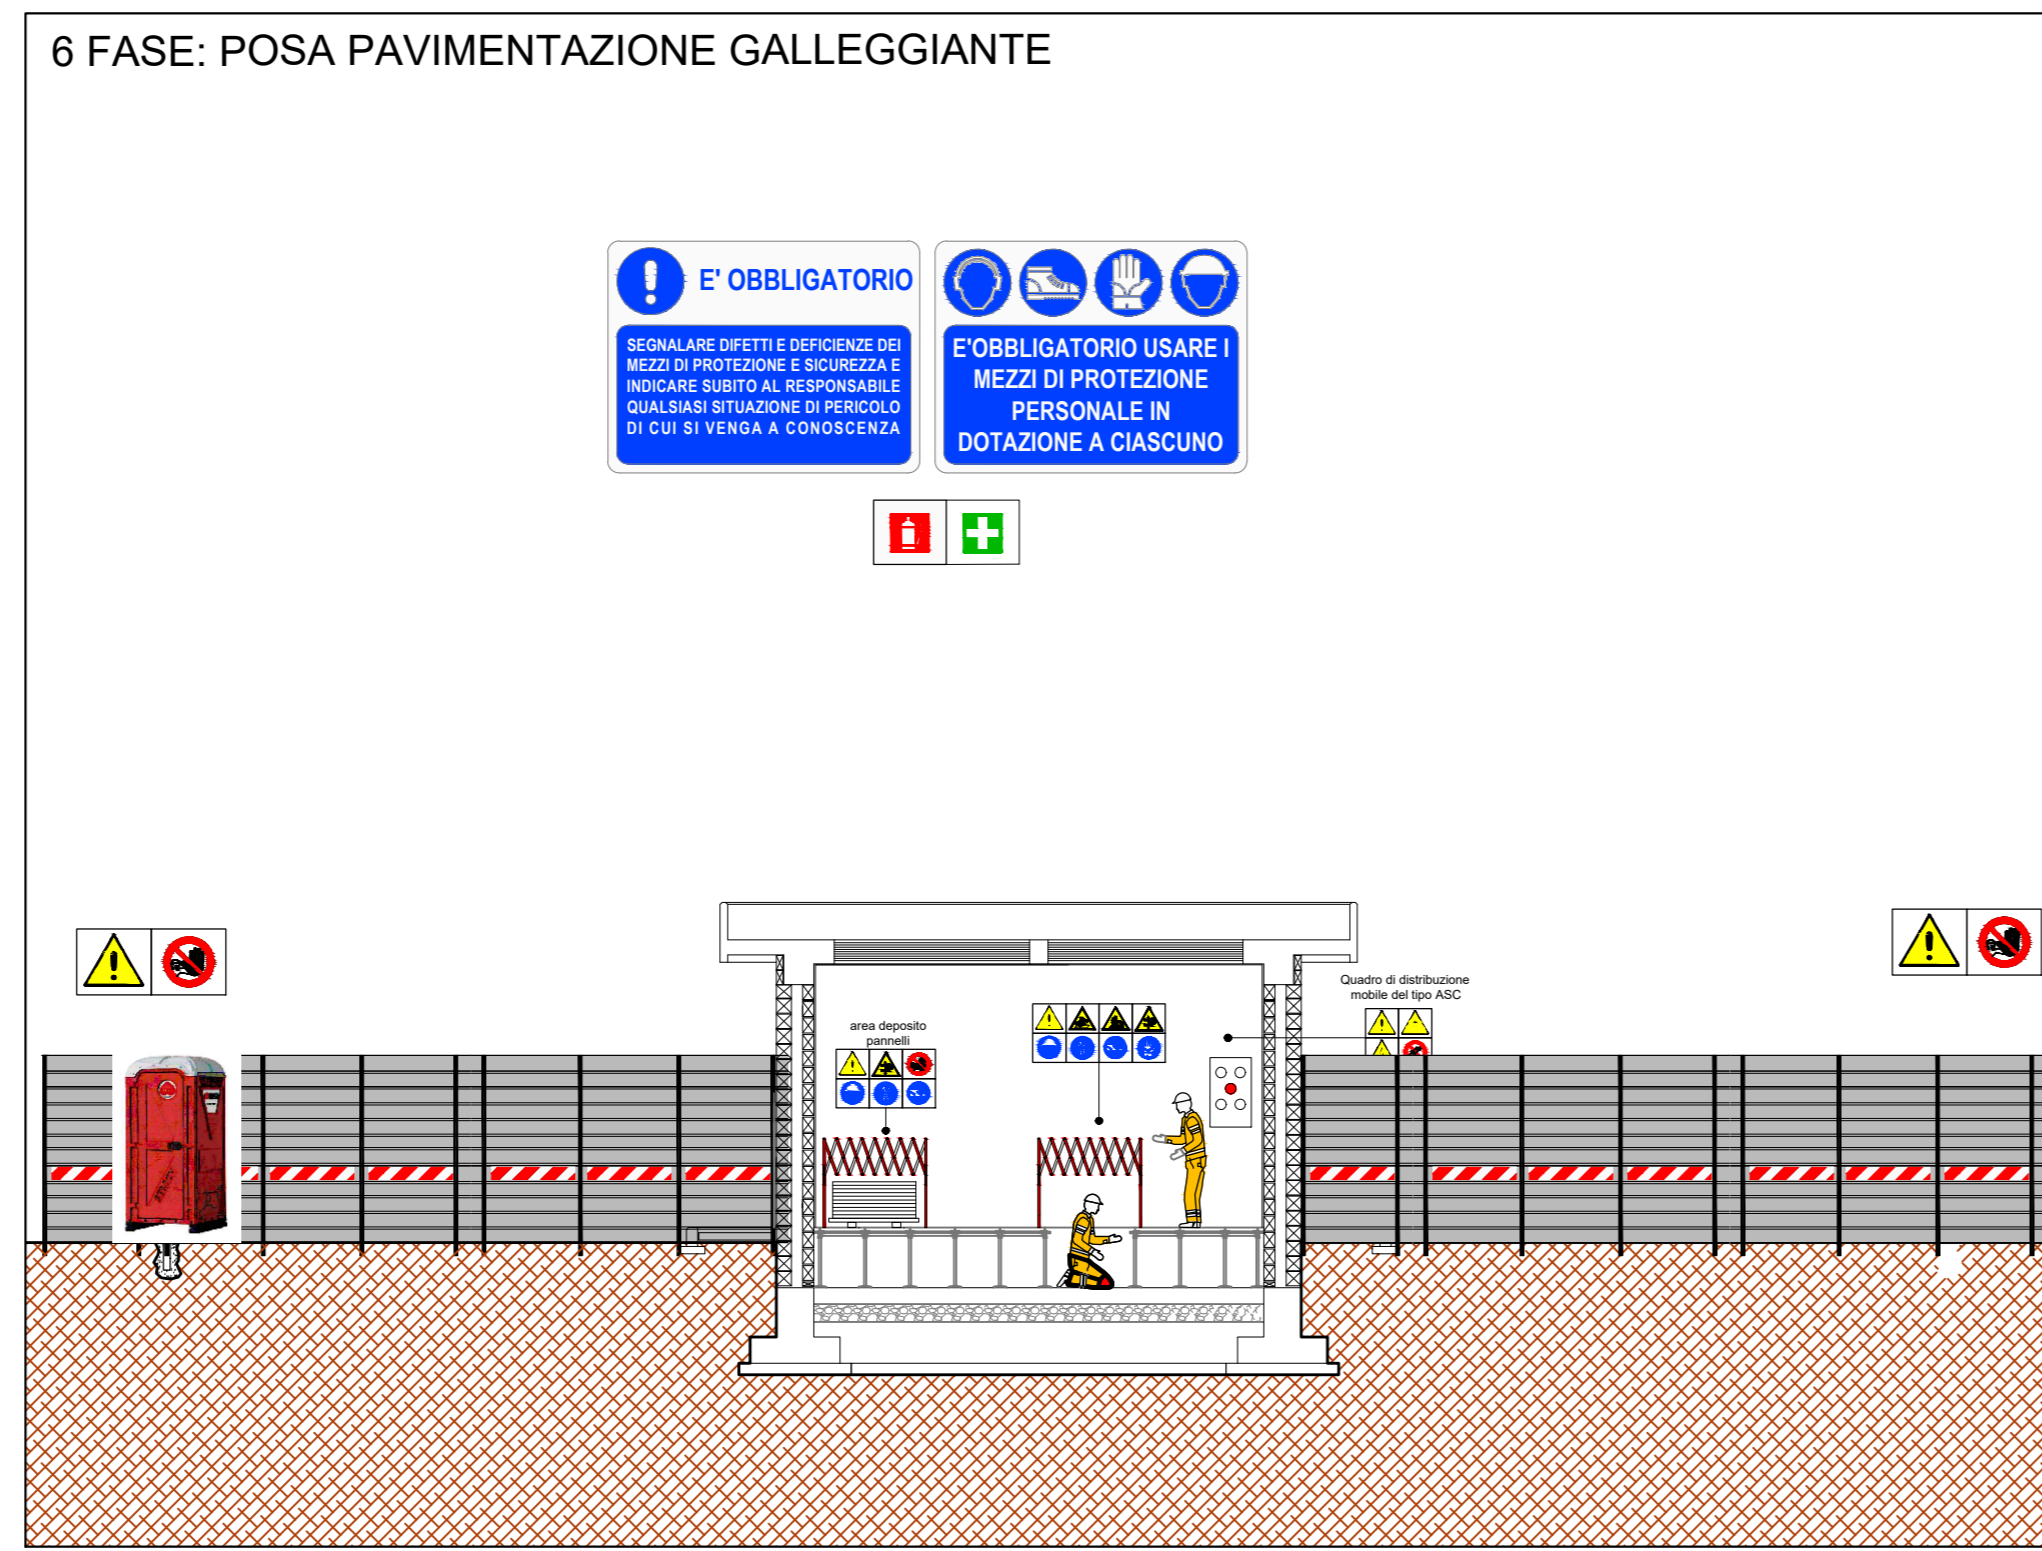 6 FASE: POSA PAVIMENTAZIONE GALLEGGIANTE
E' OBBLIGATORIO
SEGNALARE DIFETTI E DEFICIENZE DEI
MEZZI DI PROTEZIONE E SICUREZZA E
INDICARE SUBITO AL RESPONSABILE
QUALSIASI SITUAZIONE DI PERICOLO
DI CUI SI VENGA A CONOSCENZA
E'OBBLIGATORIO USARE I
MEZZI DI PROTEZIONE
PERSONALE IN
DOTAZIONE A CIASCUNO
Quadro di distribuzione
mobile del tipo ASC
area deposito
pannelli